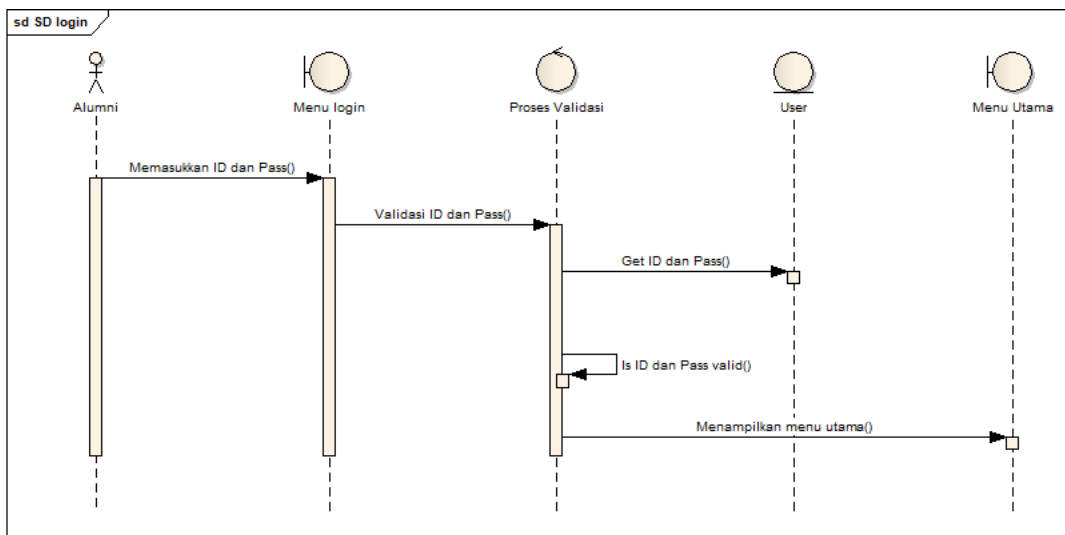 sd SD login
Alumni
Menu login
Proses Validasi
User
Menu Utama
Memasukkan ID dan Pass()
Validasi ID dan Pass()
Get ID dan Pass()
Is ID dan Pass valid()
Menampilkan menu utama()